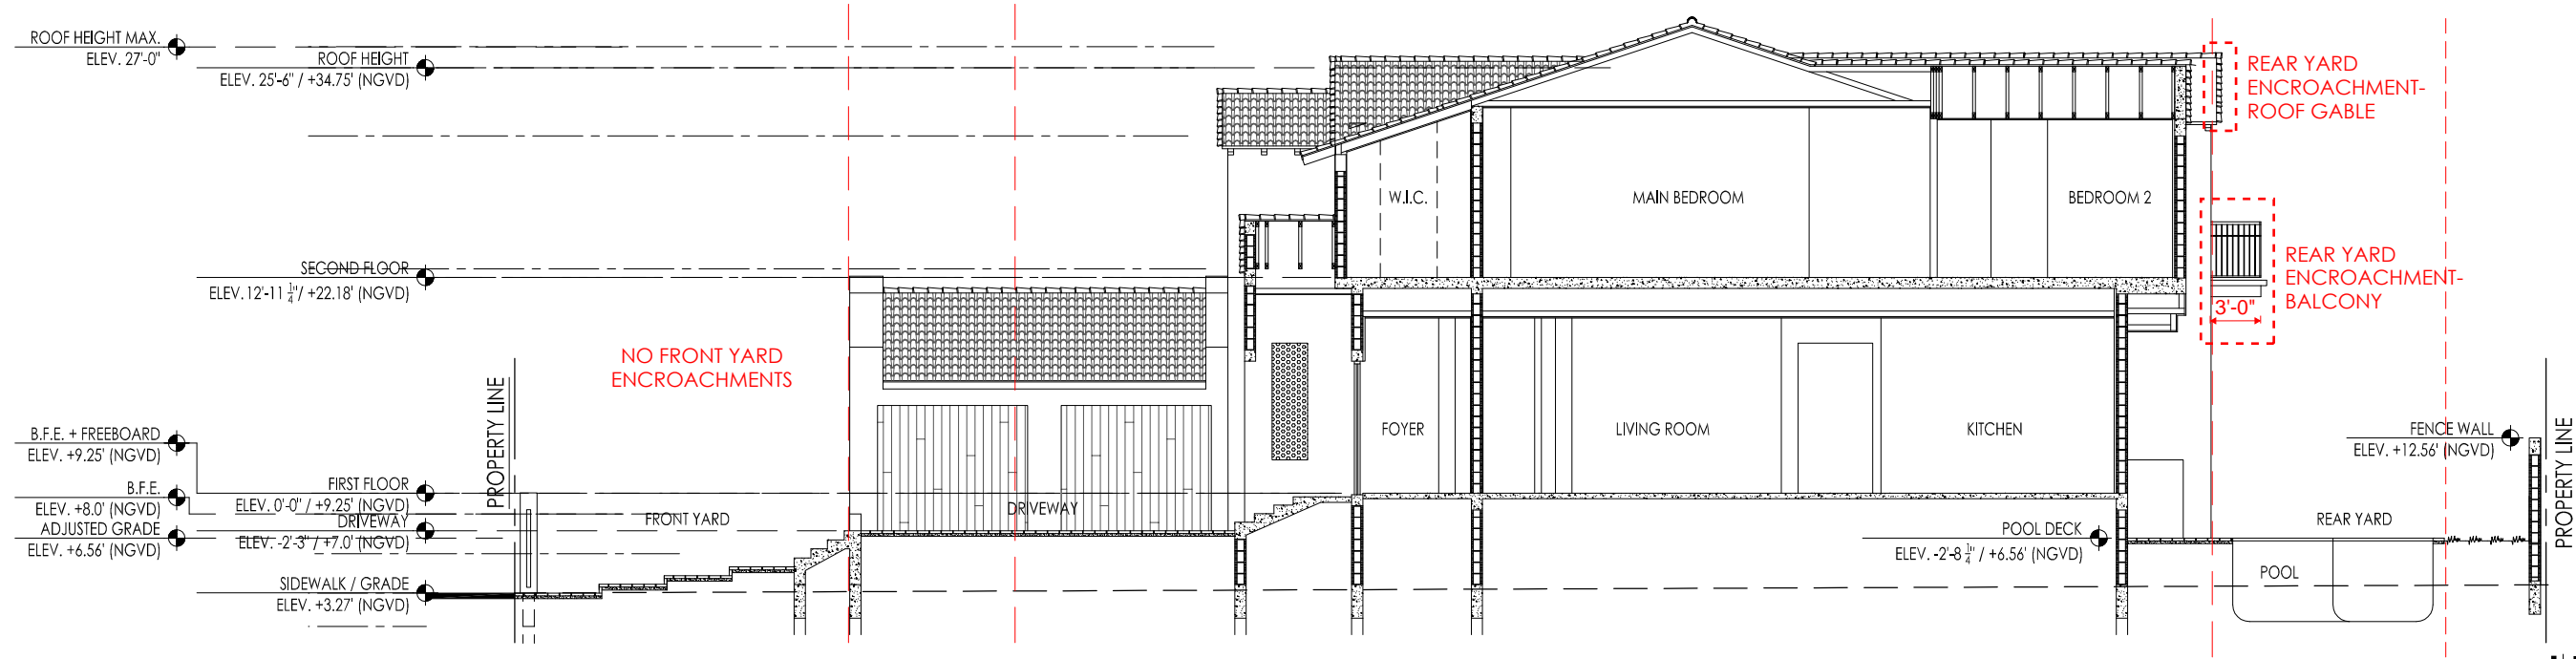 ROOF HEIGHT MAX.
ELEV. 27'-0"
ROOF HEIGHT
ELEV. 25'-6" / +34.75' (NGVD)
SECOND FLOOR
ELEV. 12'-11 1/4"/ +22.18' (NGVD)
B.F.E. + FREEBOARD
ELEV. +9.25' (NGVD)
B.F.E.
ELEV. +8.0' (NGVD)
ADJUSTED GRADE
ELEV. +6.56' (NGVD)
FIRST FLOOR
ELEV. 0'-0" / +9.25' (NGVD)
DRIVEWAY
ELEV. -2'-3" / +7.0' (NGVD)
SIDEWALK / GRADE
ELEV. +3.27' (NGVD)
PROPERTY LINE
NO FRONT YARD
ENCROACHMENTS
FRONT YARD
DRIVEWAY
W.I.C.
MAIN BEDROOM
BEDROOM 2
FOYER
LIVING ROOM
KITCHEN
REAR YARD
ENCROACHMENT-
ROOF GABLE
REAR YARD
ENCROACHMENT-
BALCONY
3'-0"
FENCE WALL
ELEV. +12.56' (NGVD)
POOL DECK
ELEV. -2'-8 1/4" / +6.56' (NGVD)
REAR YARD
POOL
PROPERTY LINE